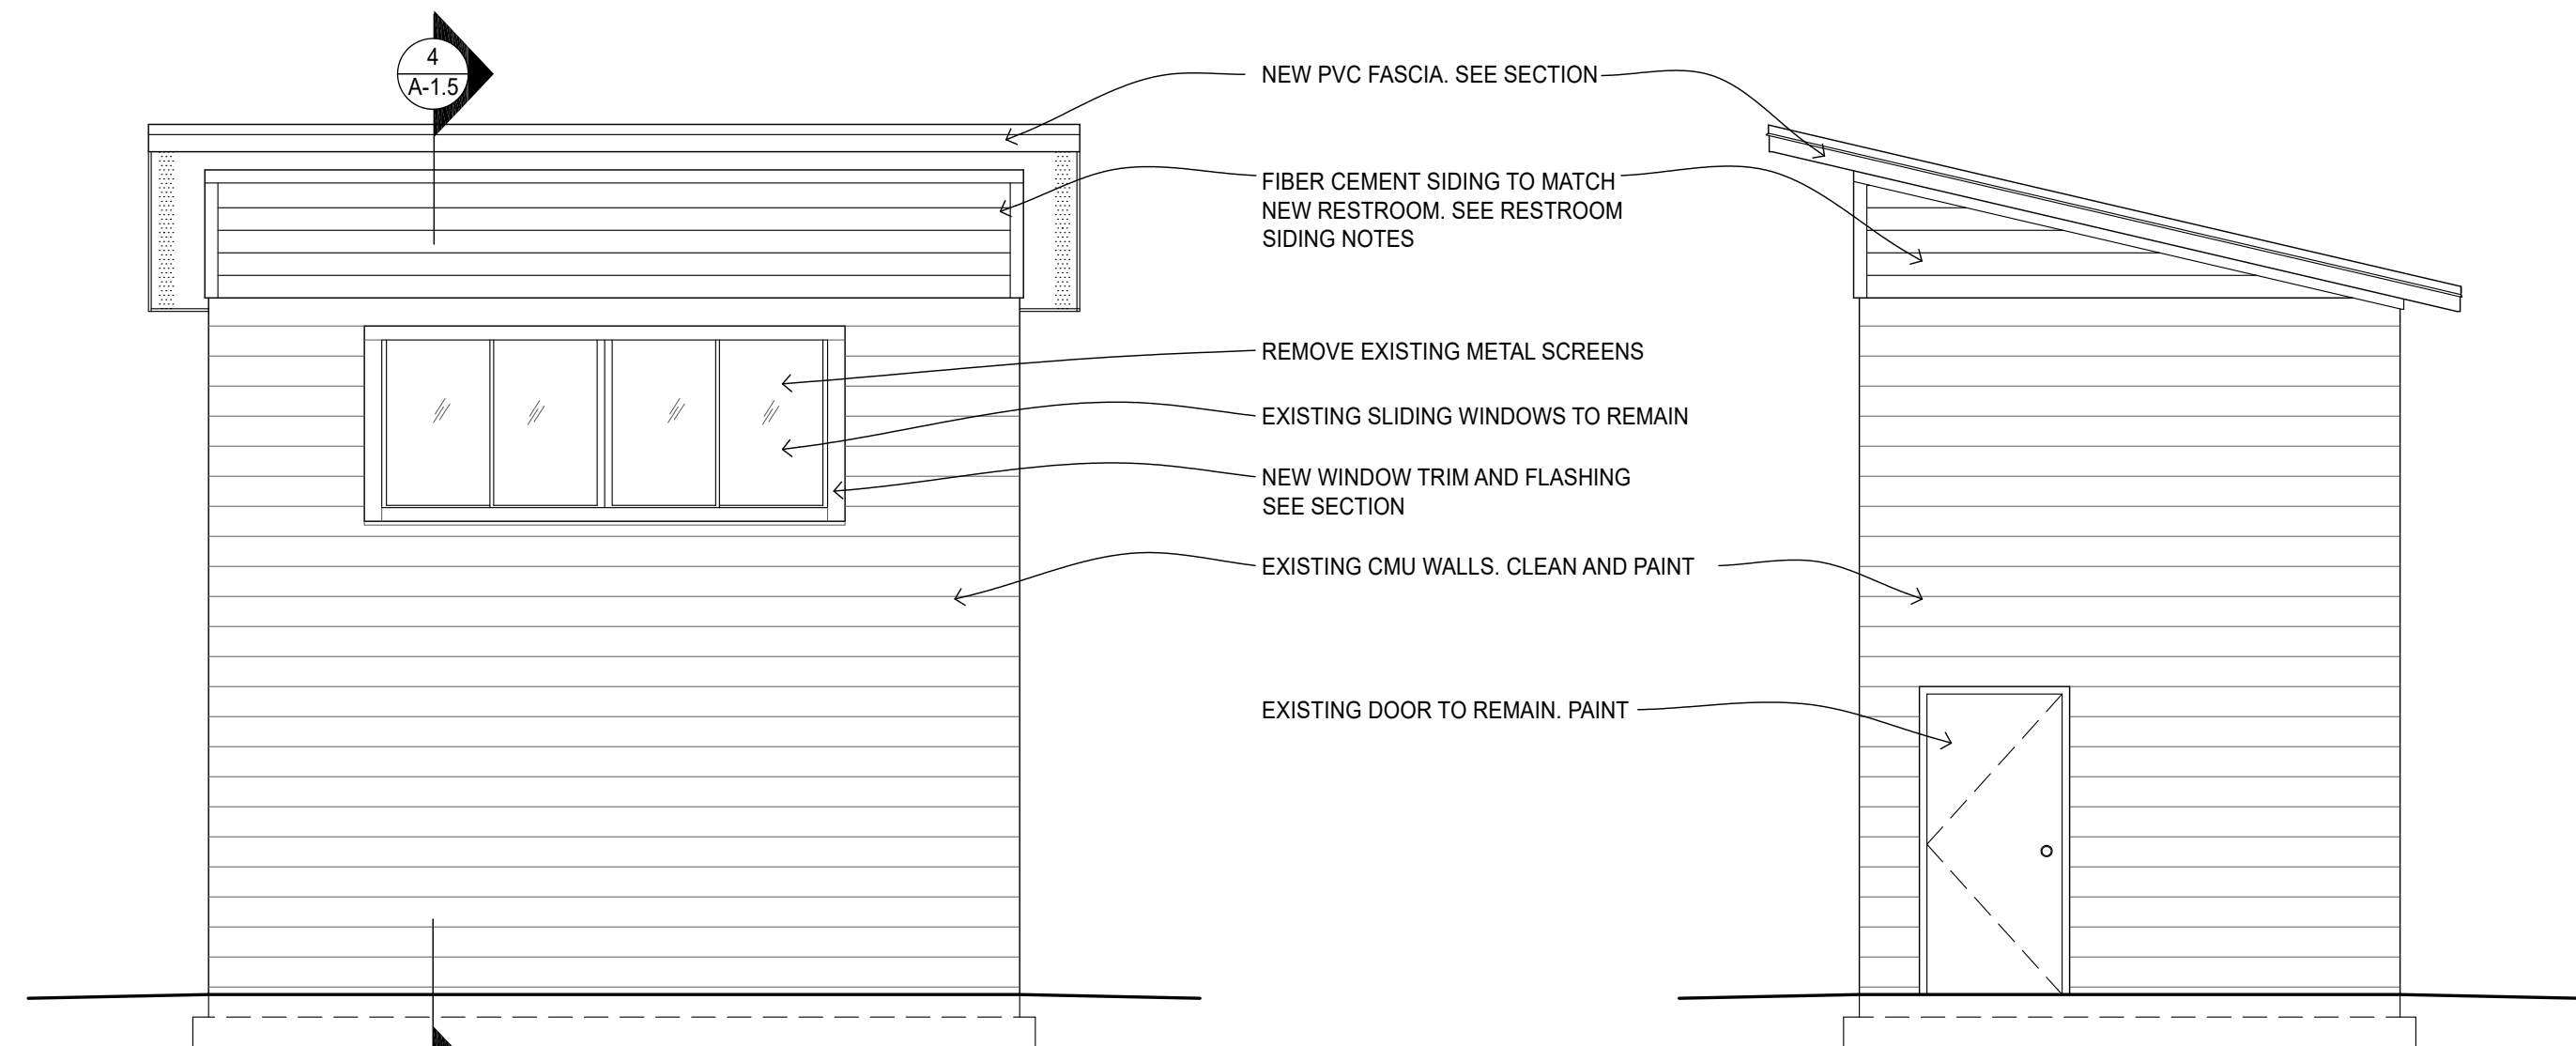 4
A-1.5
NEW PVC FASCIA. SEE SECTION
FIBER CEMENT SIDING TO MATCH
NEW RESTROOM. SEE RESTROOM
SIDING NOTES
REMOVE EXISTING METAL SCREENS
EXISTING SLIDING WINDOWS TO REMAIN
NEW WINDOW TRIM AND FLASHING
SEE SECTION
EXISTING CMU WALLS. CLEAN AND PAINT
EXISTING DOOR TO REMAIN. PAINT